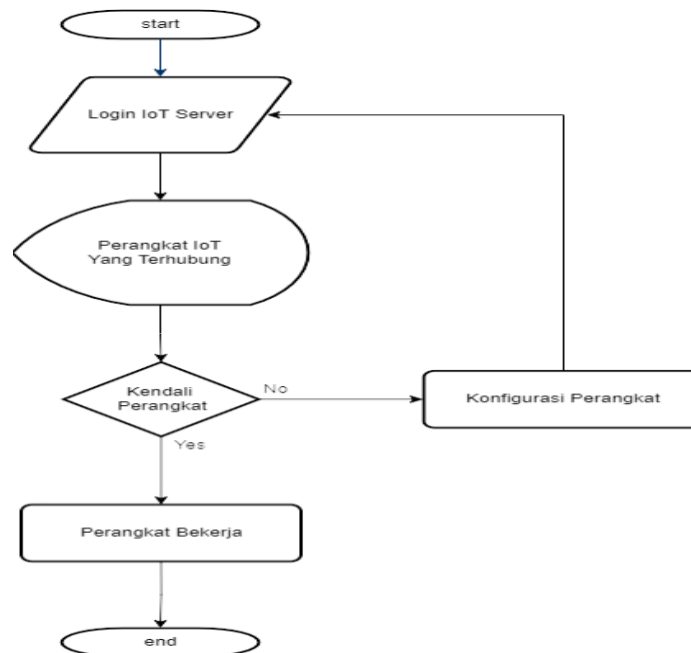 start
Login IoT Server
Perangkat IoT
Yang Terhubung
Kendali
Perangkat
No
Konfigurasi Perangkat
Yes
Perangkat Bekerja
end